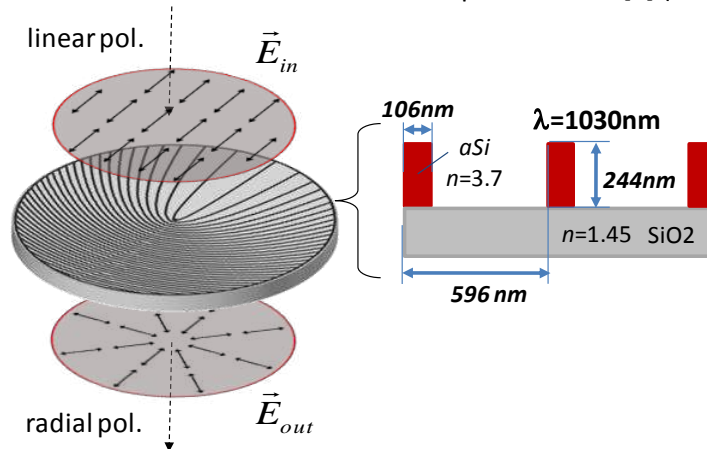 linear pol.
E_in
106nm
λ=1030nm
aSi
n=3.7
244nm
n=1.45 SiO2
596 nm
radial pol.
E_out